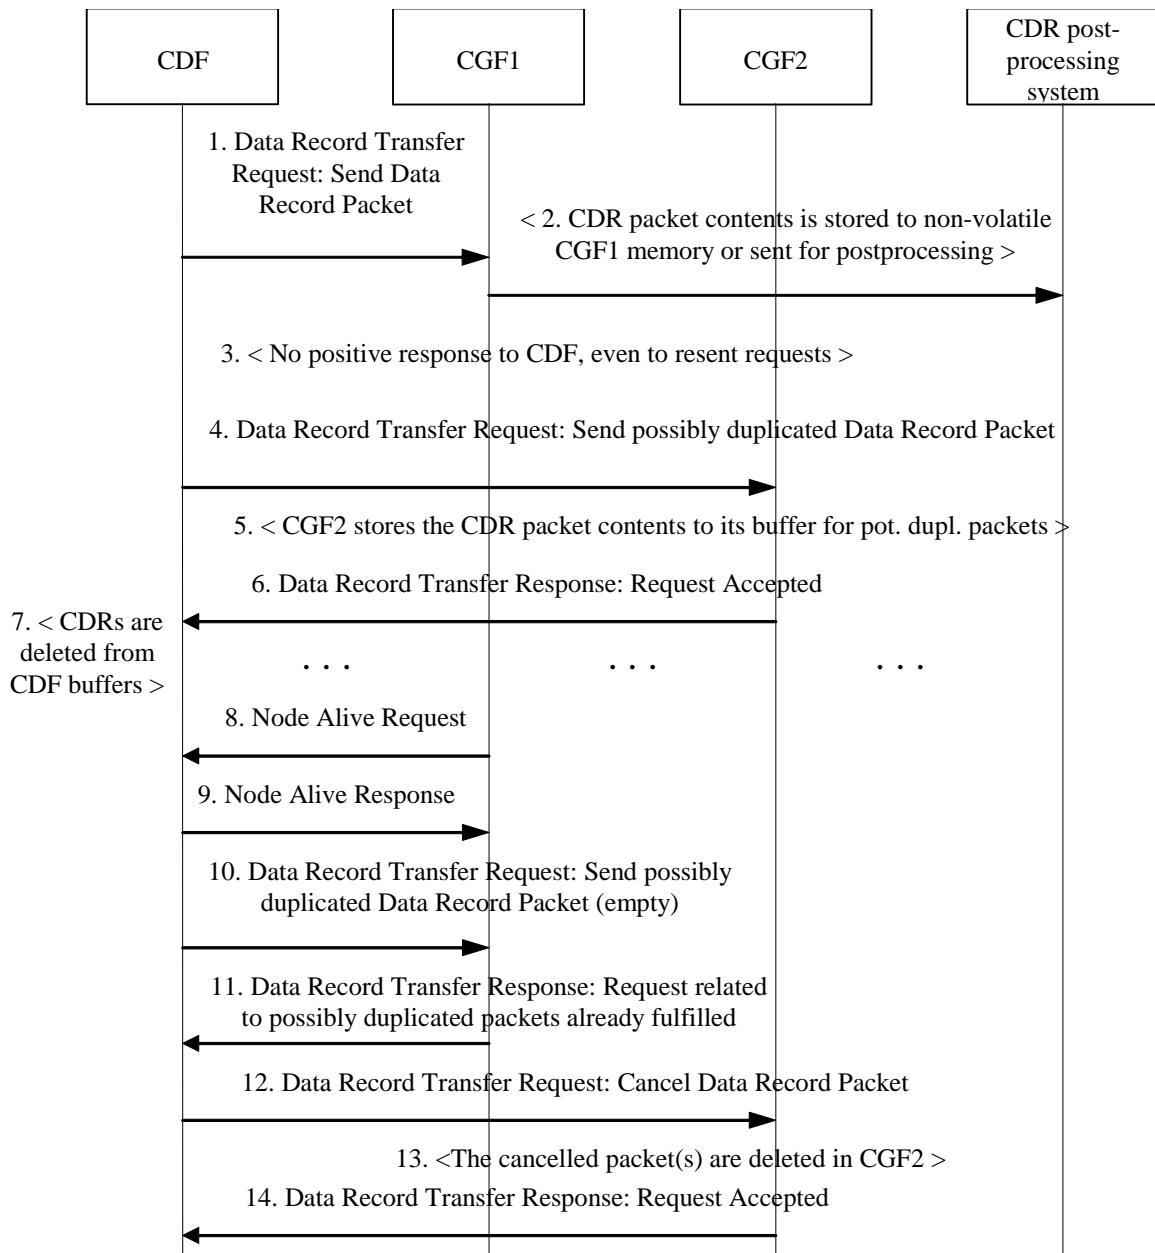 CDF
CGF1
CGF2
CDR post-
processing
system
1. Data Record Transfer
Request: Send Data
Record Packet
< 2. CDR packet contents is stored to non-volatile
CGF1 memory or sent for postprocessing >
3. < No positive response to CDF, even to resent requests >
4. Data Record Transfer Request: Send possibly duplicated Data Record Packet
5. < CGF2 stores the CDR packet contents to its buffer for pot. dupl. packets >
6. Data Record Transfer Response: Request Accepted
7. < CDRs are
deleted from
CDF buffers >
. . .
. . .
. . .
8. Node Alive Request
9. Node Alive Response
10. Data Record Transfer Request: Send possibly
duplicated Data Record Packet (empty)
11. Data Record Transfer Response: Request related
to possibly duplicated packets already fulfilled
12. Data Record Transfer Request: Cancel Data Record Packet
13. <The cancelled packet(s) are deleted in CGF2 >
14. Data Record Transfer Response: Request Accepted